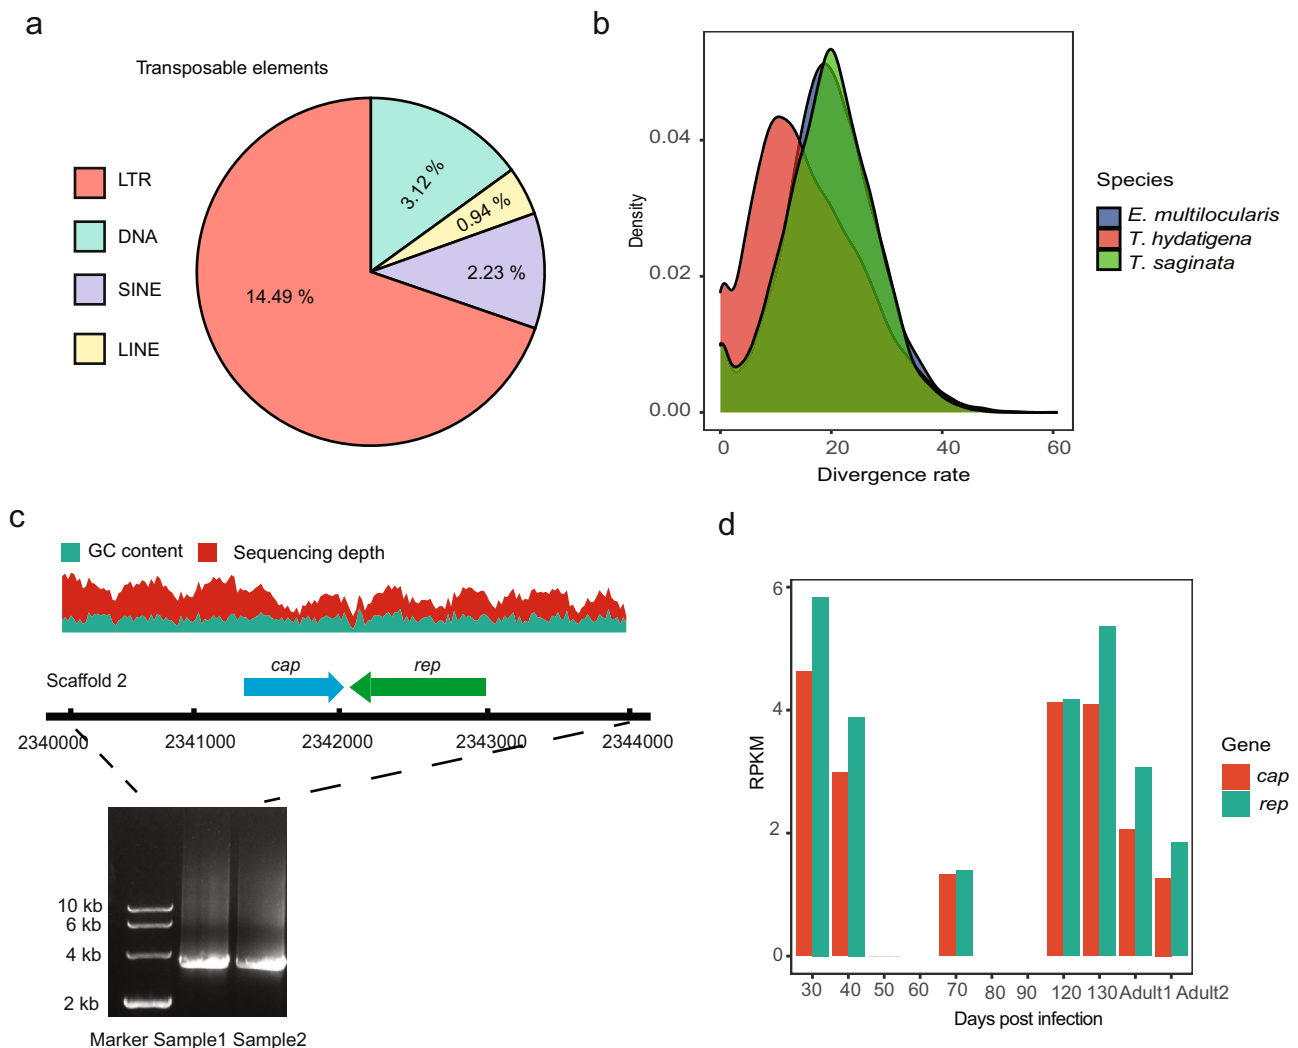 a
Transposable elements
LTR
DNA
SINE
LINE
3.12 %
0.94 %
2.23 %
14.49 %
b
Density
0.04
0.02
0.00
0 20 40 60
Divergence rate
Species
E. multilocularis
T. hydatigena
T. saginata
c
GC content Sequencing depth
cap rep
Scaffold 2
2340000 2341000 2342000 2343000 2344000
10 kb
6 kb
4 kb
2 kb
Marker Sample1 Sample2
d
RPKM
6
4
2
0
30 40 50 60 70 80 90 120 130 Adult1 Adult2
Days post infection
Gene
cap
rep